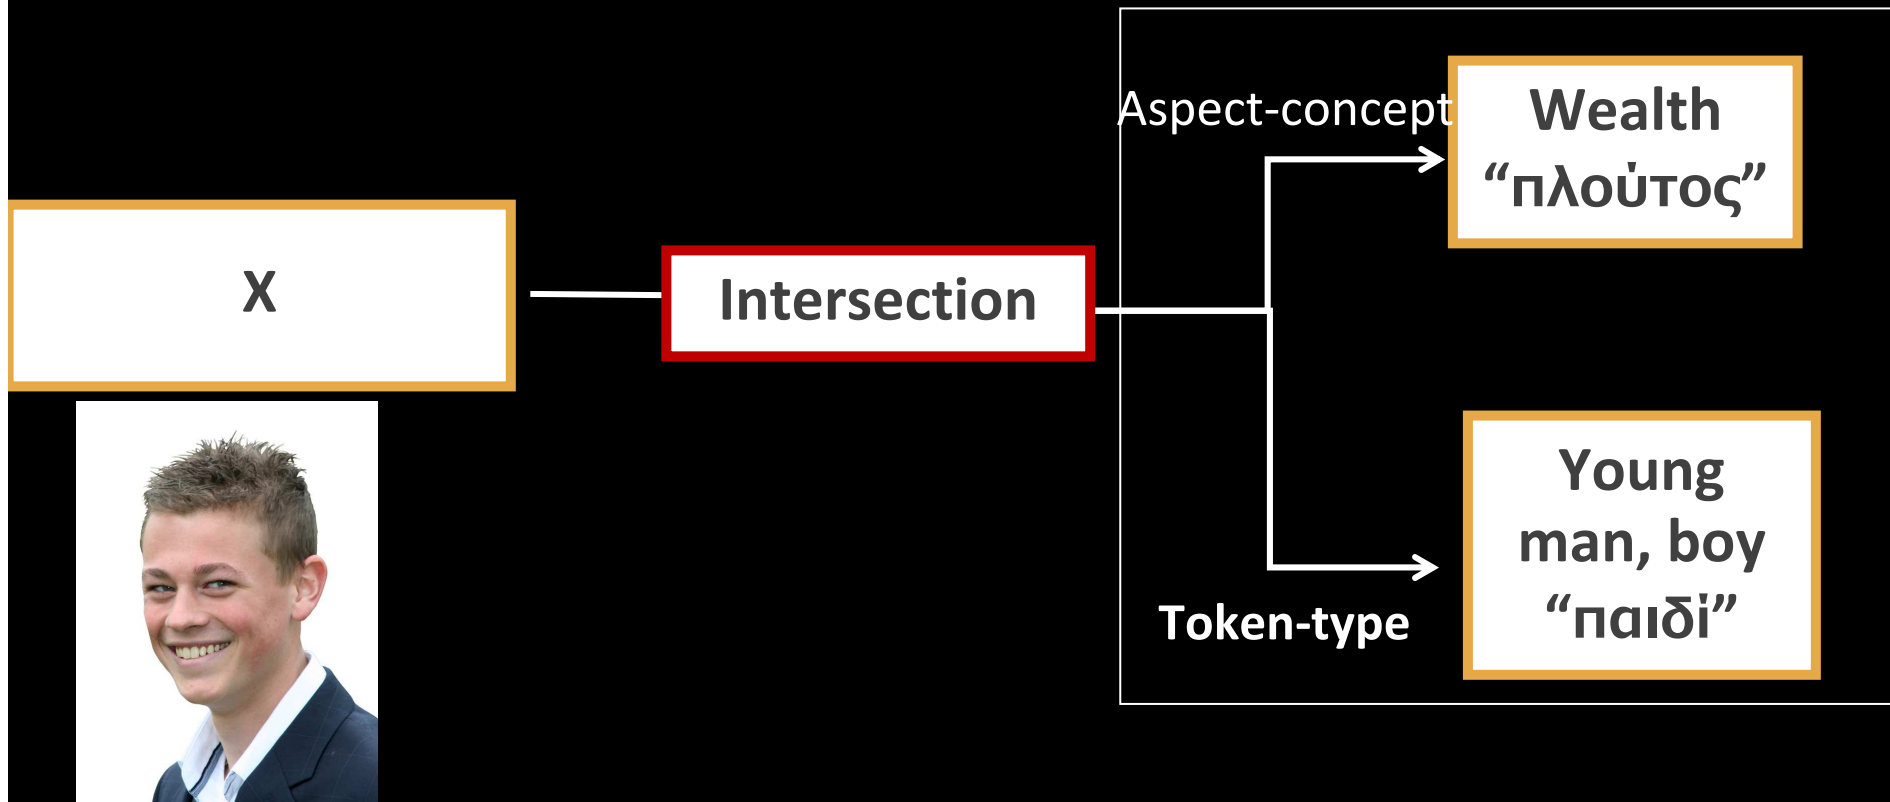 X
Intersection
Aspect-concept
Wealth
“πλούτος”
Young
man, boy
“παιδί”
Token-type